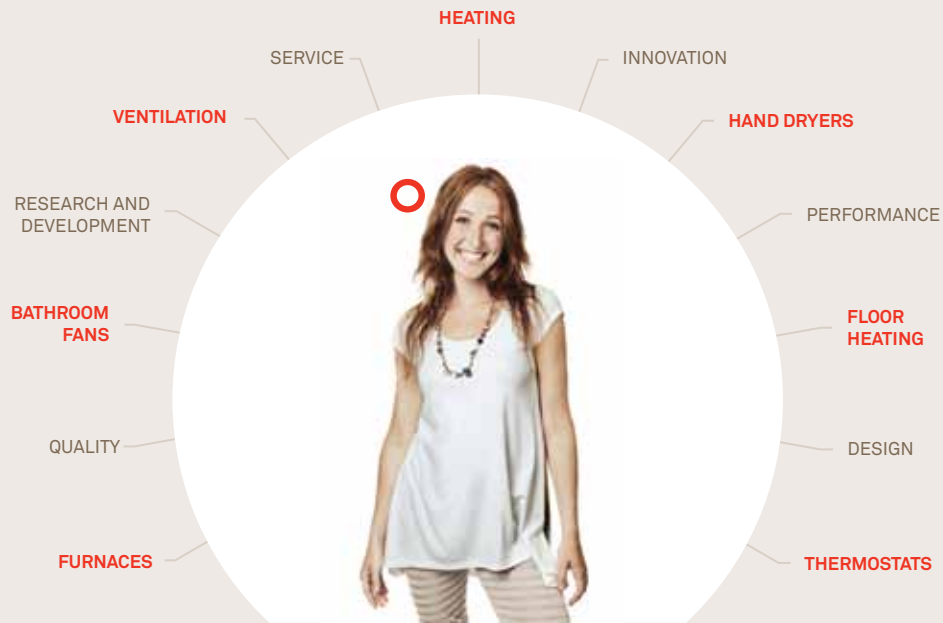 HEATING
SERVICE
INNOVATION
VENTILATION
HAND DRYERS
RESEARCH AND
DEVELOPMENT
PERFORMANCE
BATHROOM
FANS
FLOOR
HEATING
QUALITY
DESIGN
FURNACES
THERMOSTATS